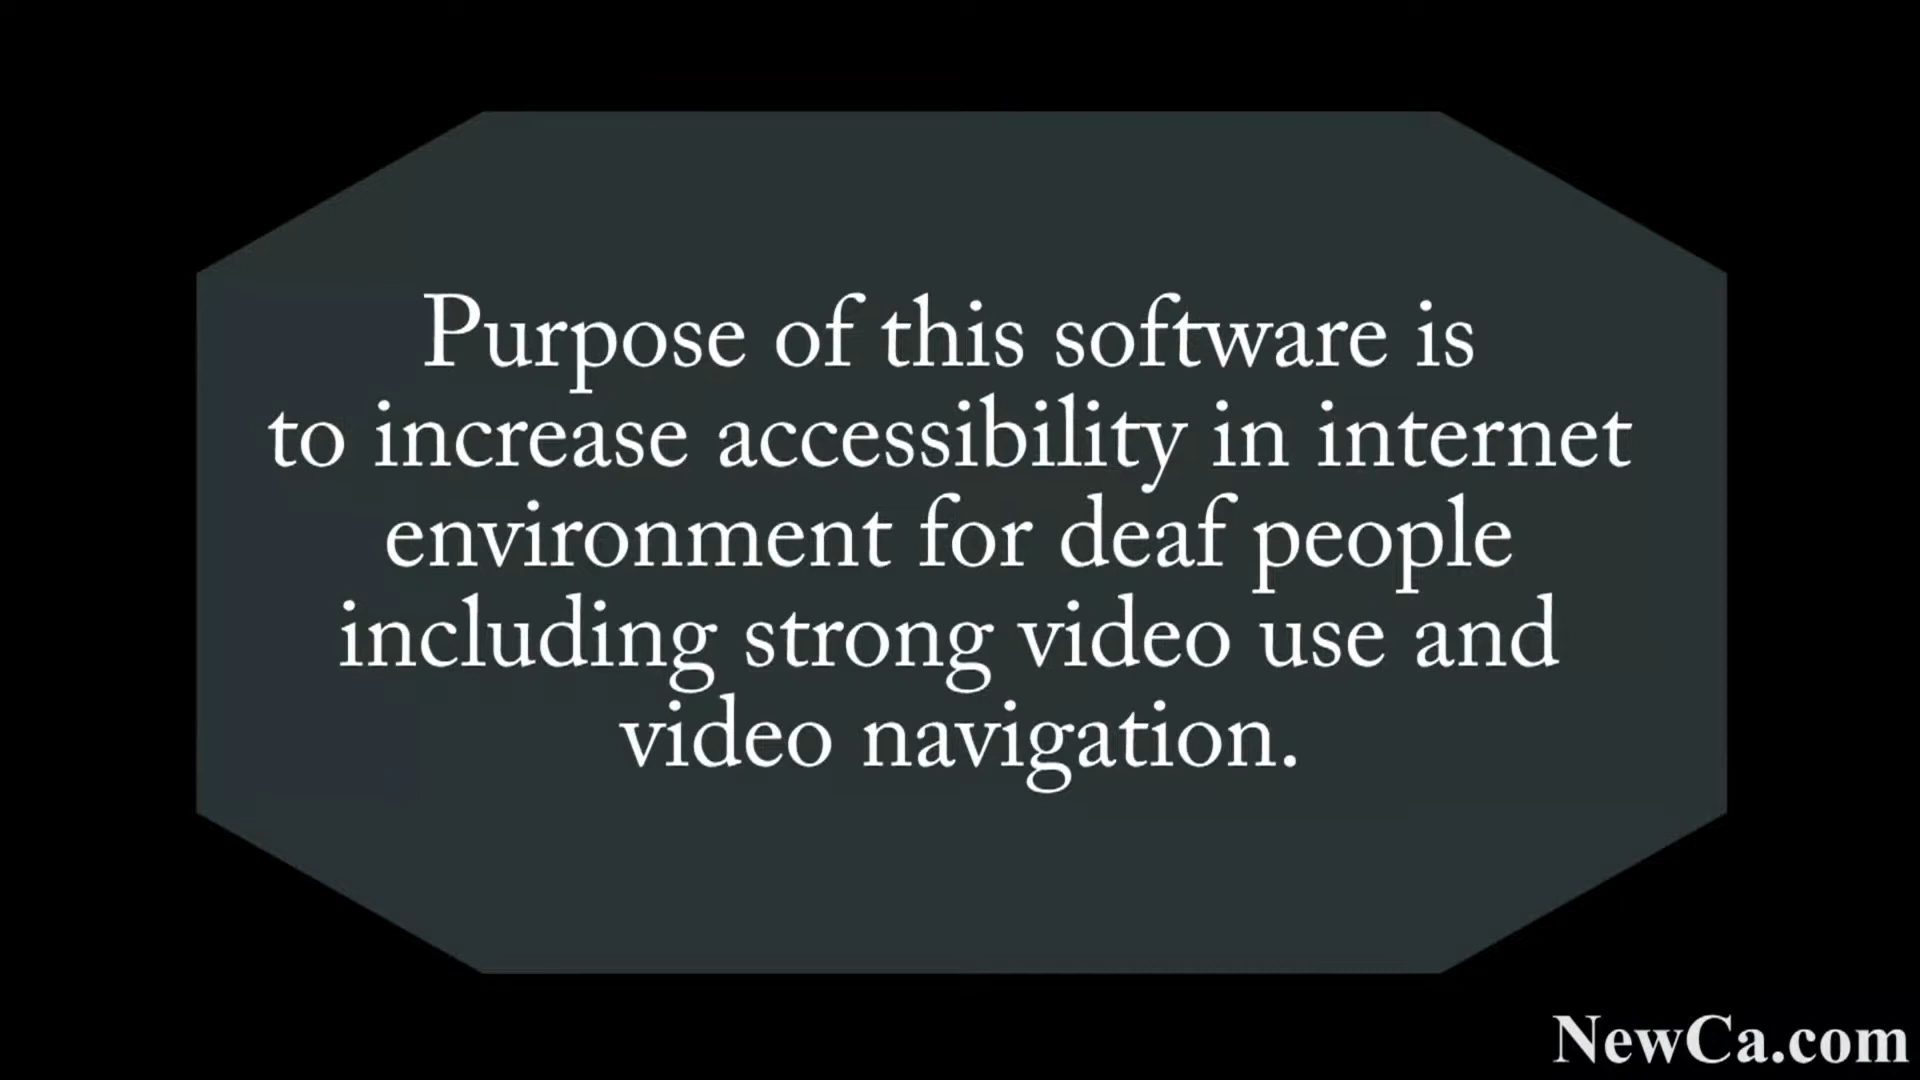 Purpose of this software is
to increase accessibility in internet
environment for deaf people
including strong video use and
video navigation.
NewCa.com